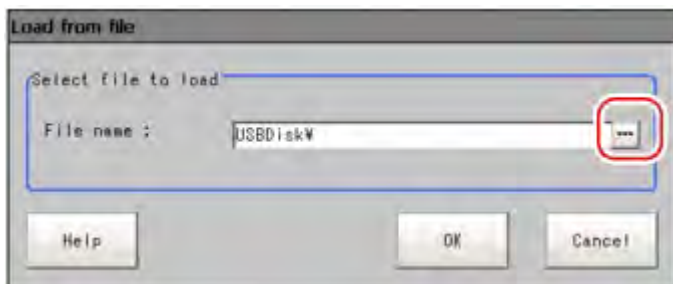 Load from file
Select file to load
File name :
USBDisk¥
...
Help
OK
Cancel